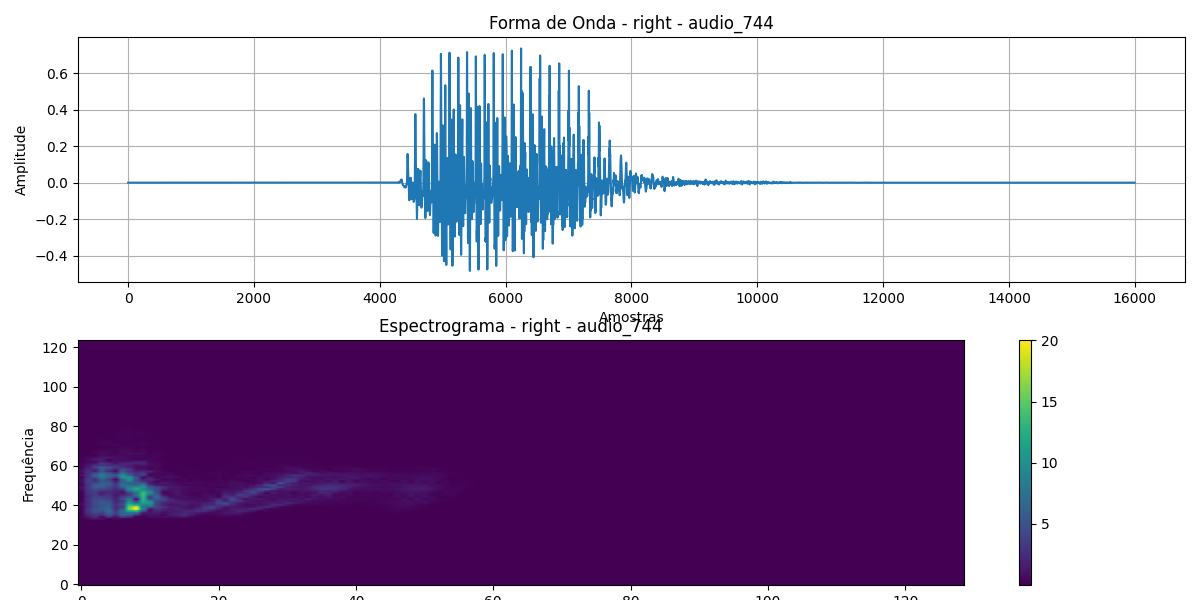 Forma de Onda - right - audio_744
Amplitude
0.6
0.4
0.2
0.0
−0.2
−0.4
0 2000 4000 6000 8000 10000 12000 14000 16000
Amostras
Espectrograma - right - audio_744
Frequência
120
100
80
60
40
20
0
0 20 40 60 80 100 120
20
15
10
5